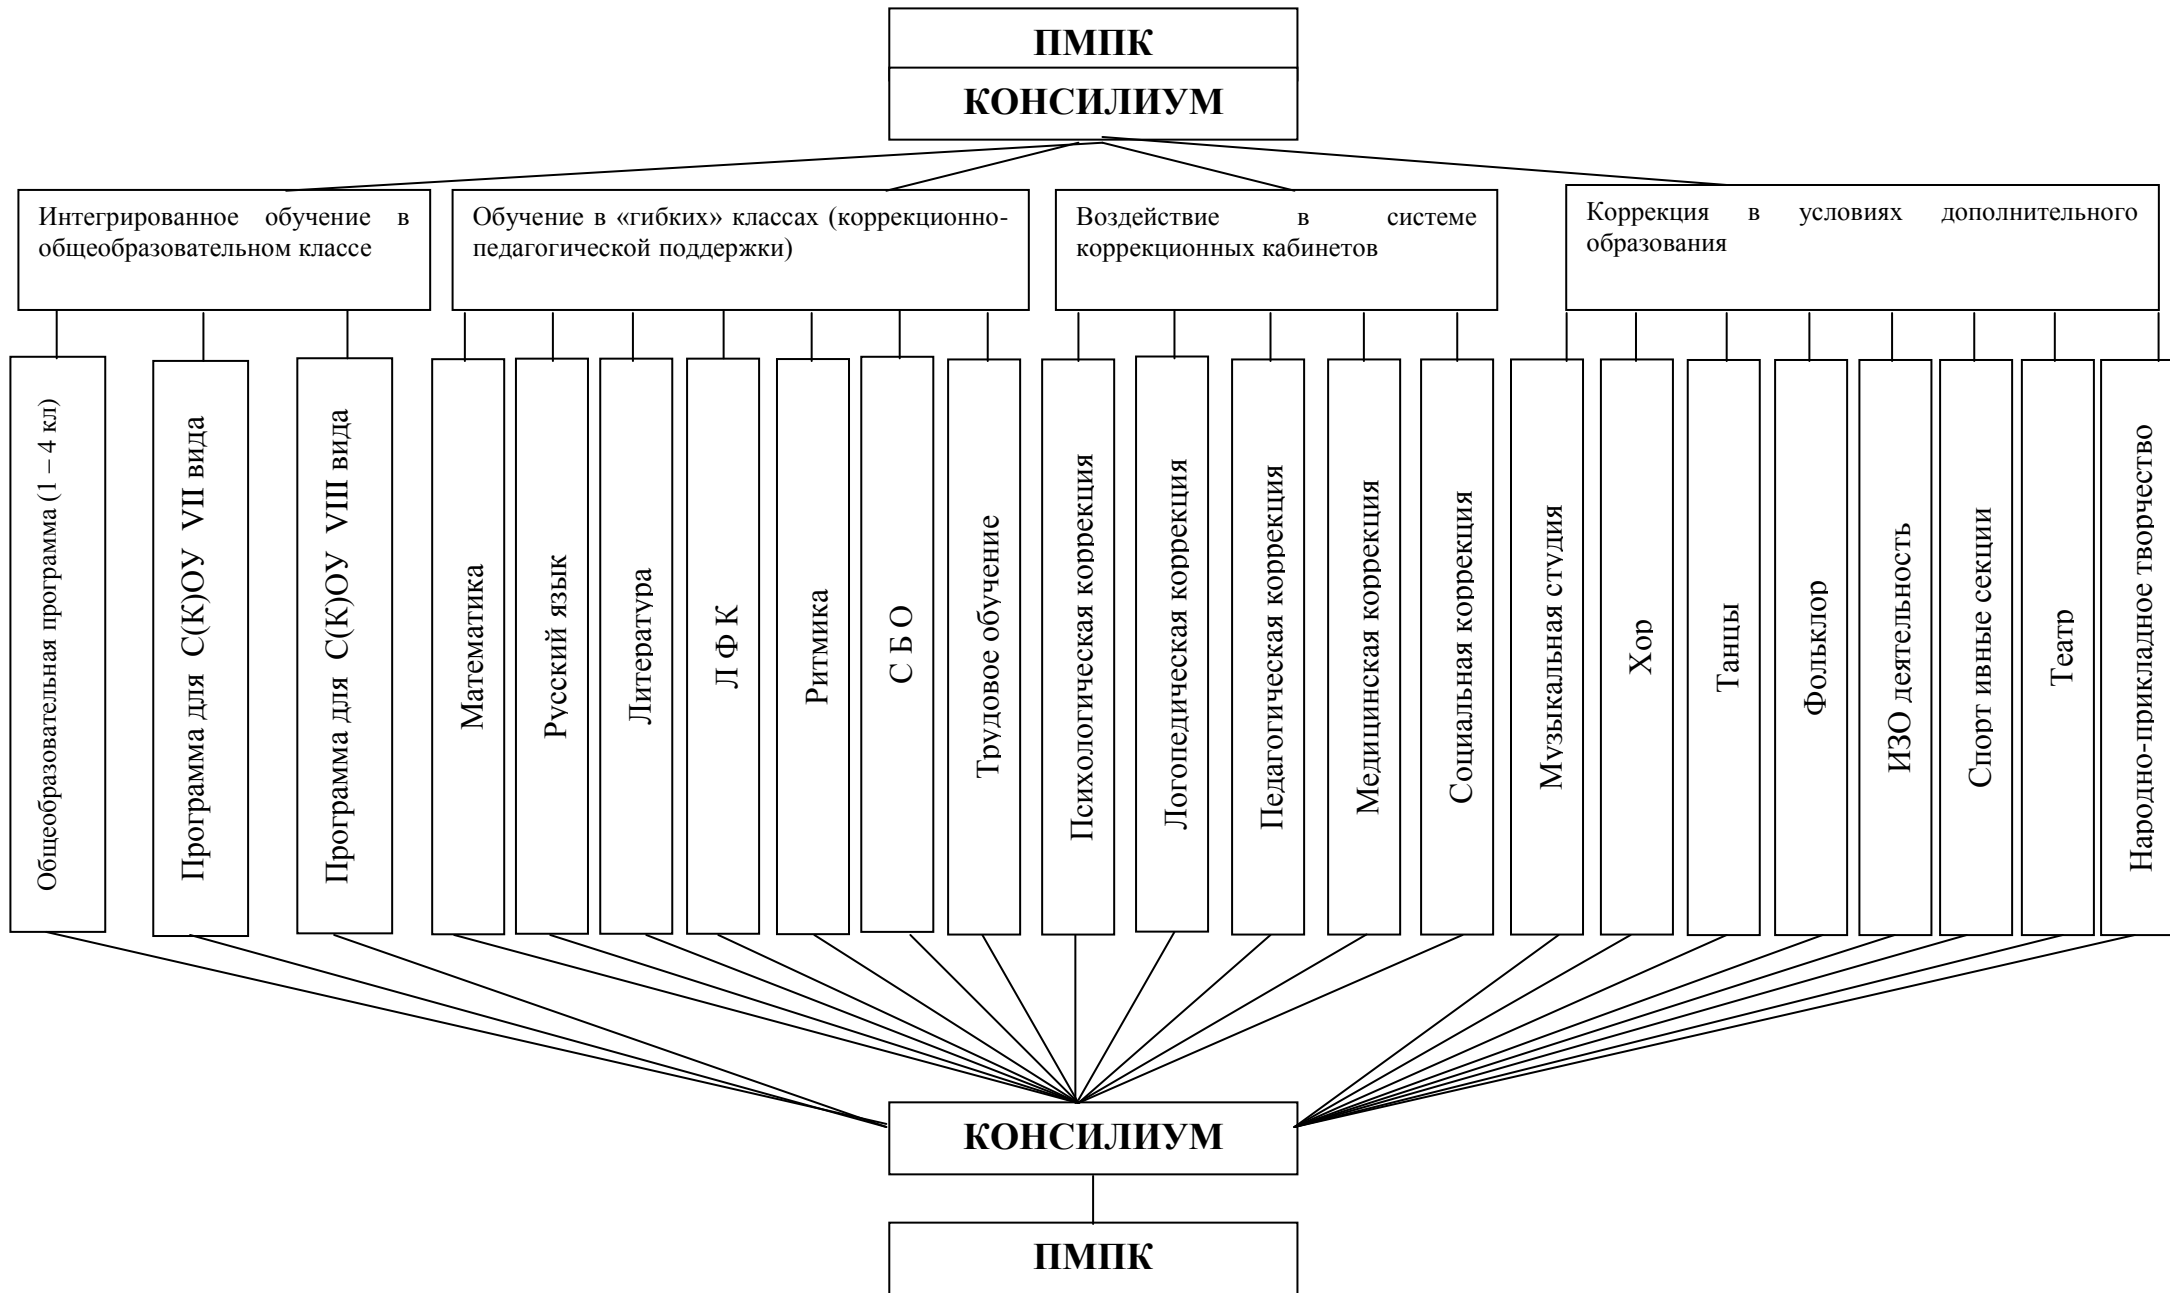 ПМПК
КОНСИЛИУМ
Интегрированное обучение в
общеобразовательном классе
Обучение в «гибких» классах (коррекционно-
педагогической поддержки)
Воздействие в системе
коррекционных кабинетов
Коррекция в условиях дополнительного
образования
Общеобразовательная программа (1 – 4 кл)
Программа для С(К)ОУ VII вида
Программа для С(К)ОУ VIII вида
Математика
Русский язык
Литература
Л Ф К
Ритмика
С Б О
Трудовое обучение
Психологическая коррекция
Логопедическая коррекция
Педагогическая коррекция
Медицинская коррекция
Социальная коррекция
Музыкальная студия
Хор
Танцы
Фольклор
ИЗО деятельность
Спорт ивные секции
Театр
Народно-прикладное творчество
КОНСИЛИУМ
ПМПК